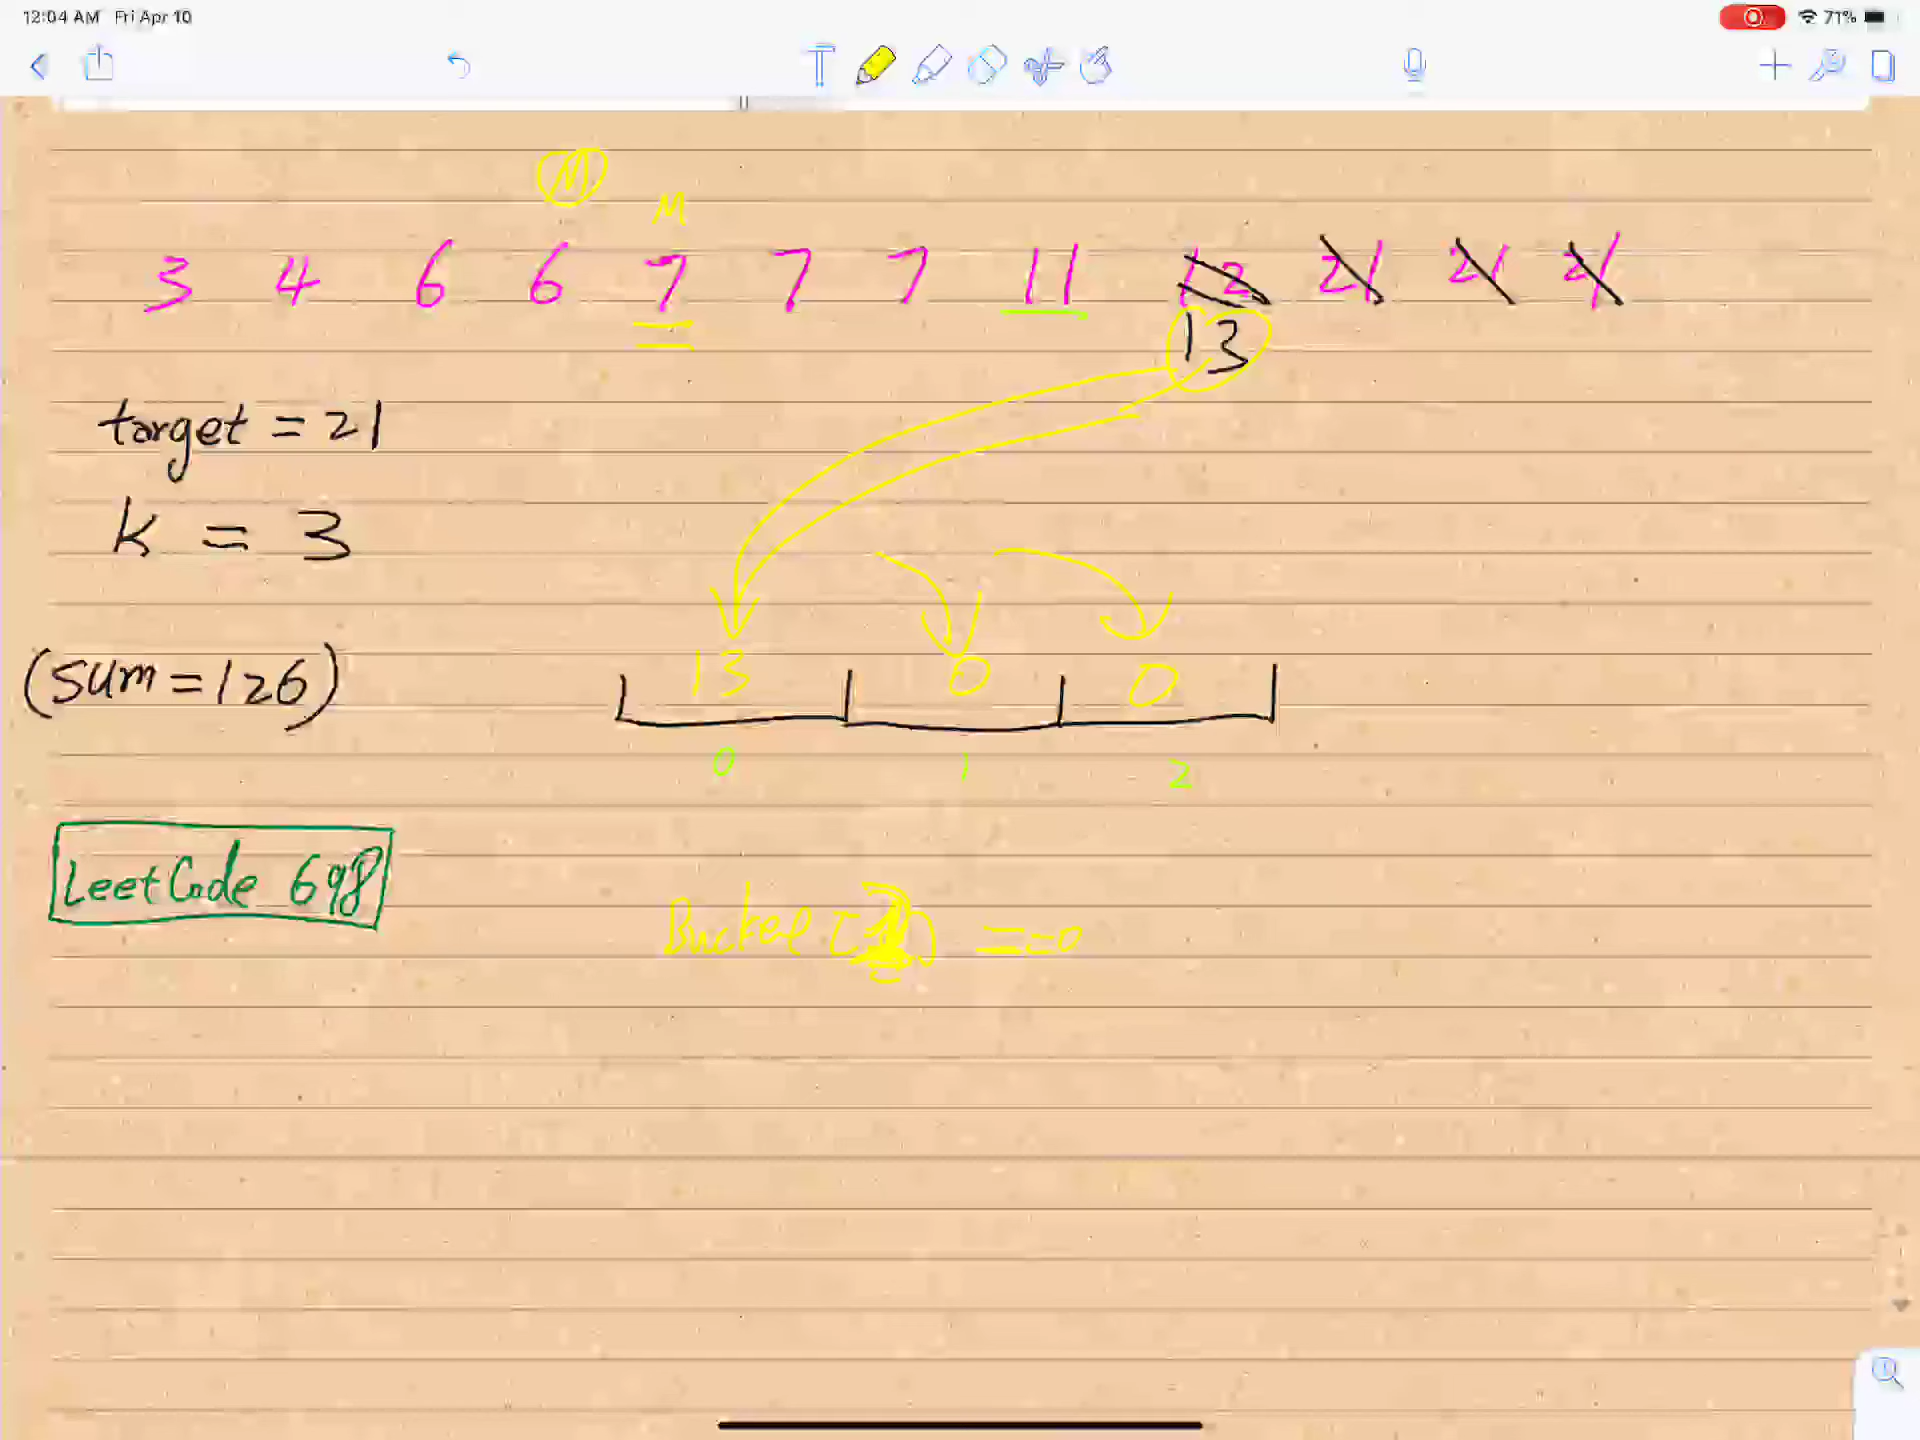 12:04 AM Fri Apr 10
71%
M
M
3 4 6 6 7 7 7 11 12 21 21 21
13
target = 21
k = 3
13 0 0
(sum = 126)
0 1 2
LeetCode 698
Bucket [ ] == 0